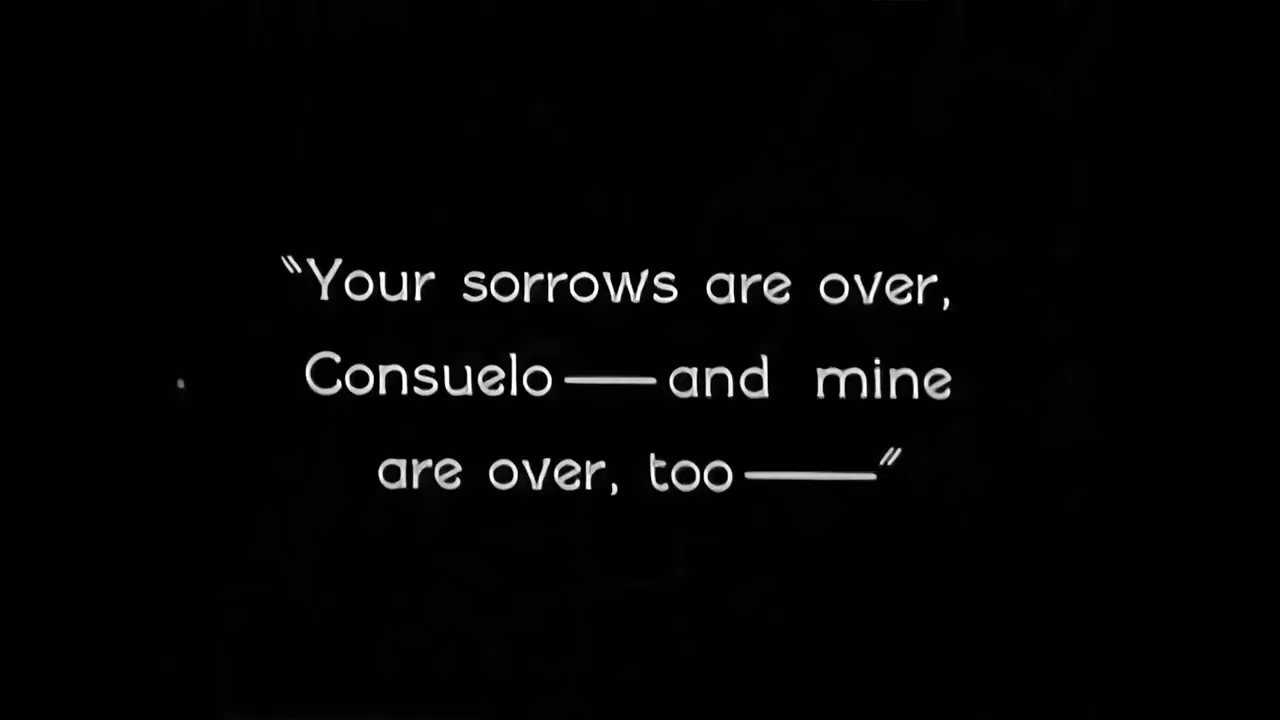 "Your sorrows are over,
Consuelo——and mine
are over, too———"